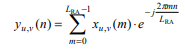 y_{u,v}(n) = \sum_{m=0}^{L_{RA}-1} x_{u,v}(m) \cdot e^{-j\frac{2\pi mn}{L_{RA}}}